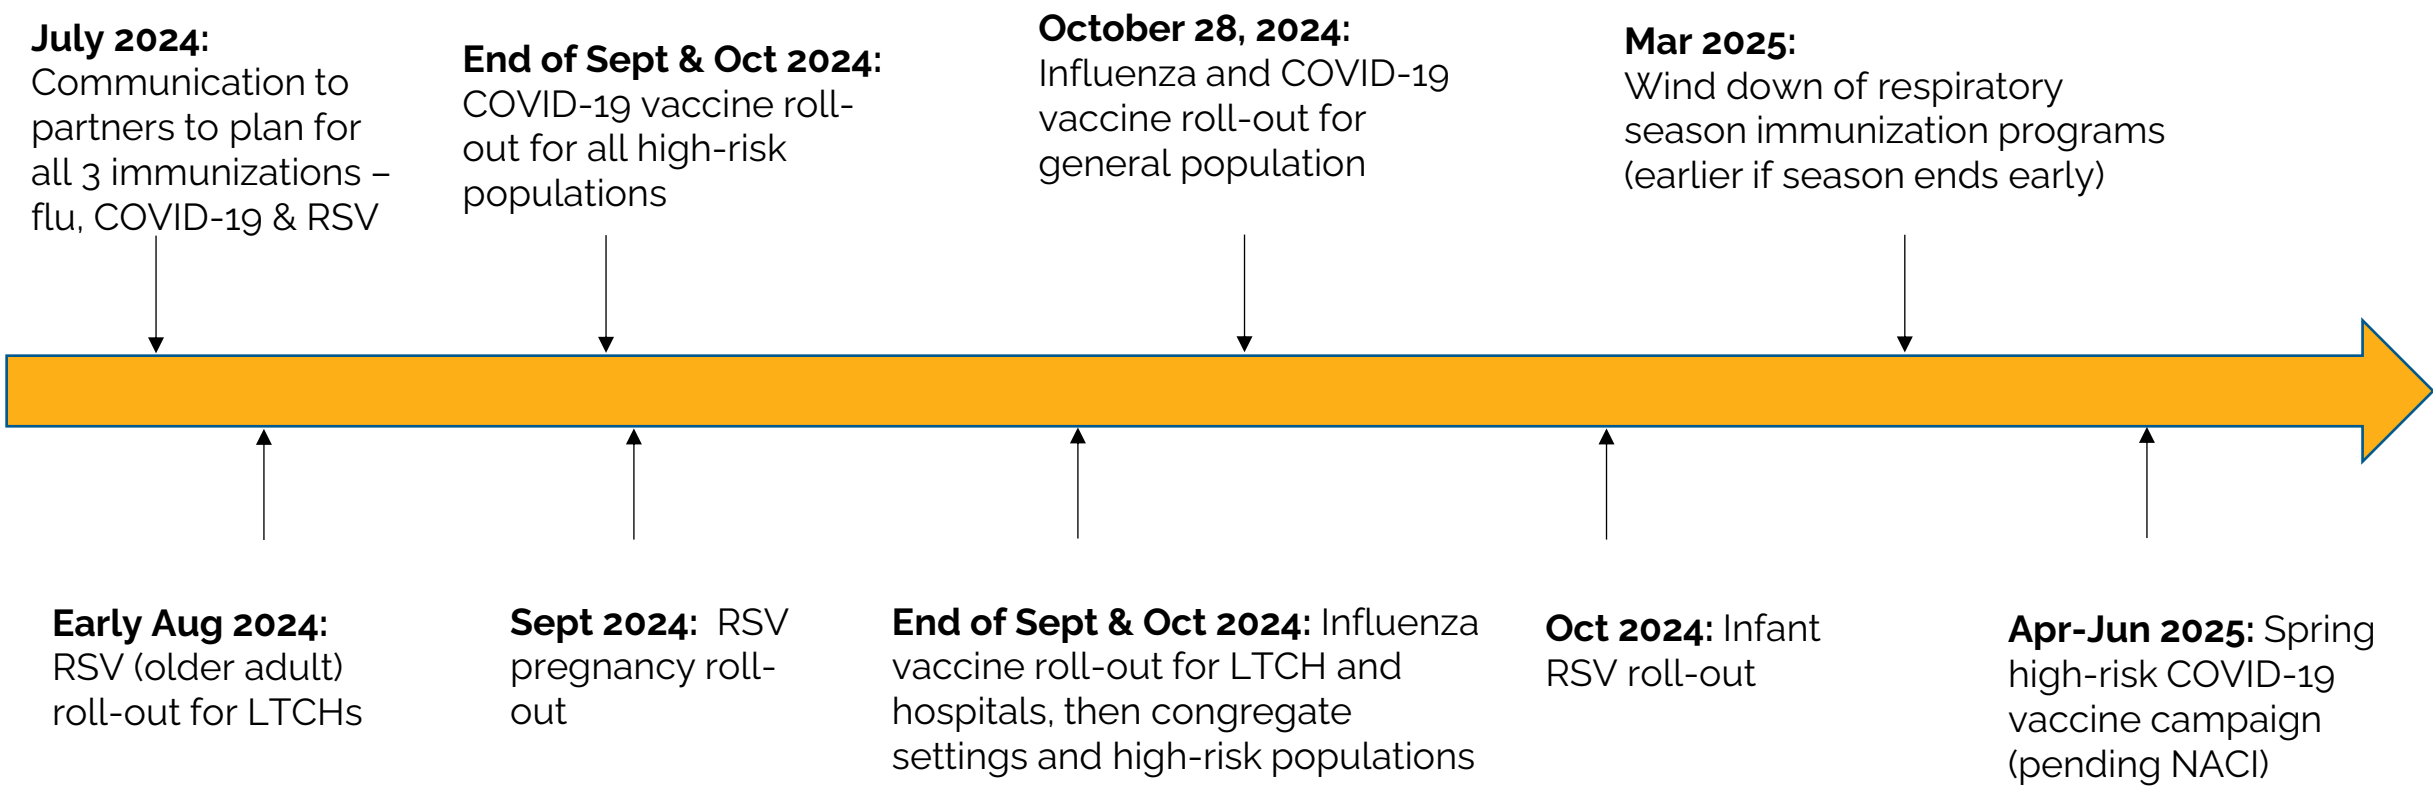 July 2024:
Communication to
partners to plan for
all 3 immunizations –
flu, COVID-19 & RSV
End of Sept & Oct 2024:
COVID-19 vaccine roll-
out for all high-risk
populations
October 28, 2024:
Influenza and COVID-19
vaccine roll-out for
general population
Mar 2025:
Wind down of respiratory
season immunization programs
(earlier if season ends early)
Early Aug 2024:
RSV (older adult)
roll-out for LTCHs
Sept 2024: RSV
pregnancy roll-
out
End of Sept & Oct 2024: Influenza
vaccine roll-out for LTCH and
hospitals, then congregate
settings and high-risk populations
Oct 2024: Infant
RSV roll-out
Apr-Jun 2025: Spring
high-risk COVID-19
vaccine campaign
(pending NACI)